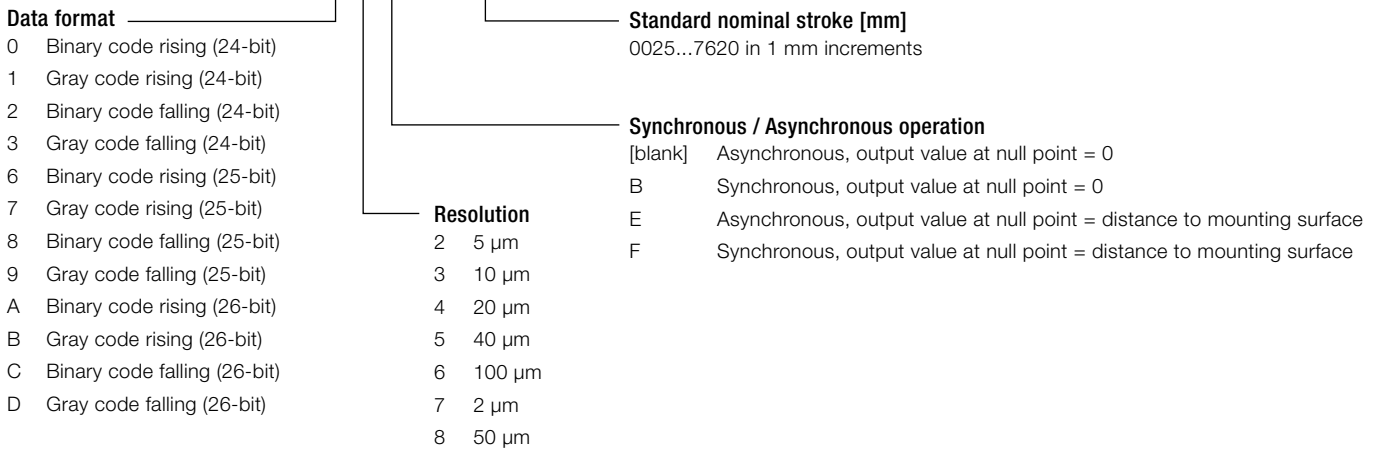 Data format
0 Binary code rising (24-bit)
1 Gray code rising (24-bit)
2 Binary code falling (24-bit)
3 Gray code falling (24-bit)
6 Binary code rising (25-bit)
7 Gray code rising (25-bit)
8 Binary code falling (25-bit)
9 Gray code falling (25-bit)
A Binary code rising (26-bit)
B Gray code rising (26-bit)
C Binary code falling (26-bit)
D Gray code falling (26-bit)
Resolution
2 5 µm
3 10 µm
4 20 µm
5 40 µm
6 100 µm
7 2 µm
8 50 µm
Standard nominal stroke [mm]
0025...7620 in 1 mm increments
Synchronous / Asynchronous operation
[blank] Asynchronous, output value at null point = 0
B Synchronous, output value at null point = 0
E Asynchronous, output value at null point = distance to mounting surface
F Synchronous, output value at null point = distance to mounting surface